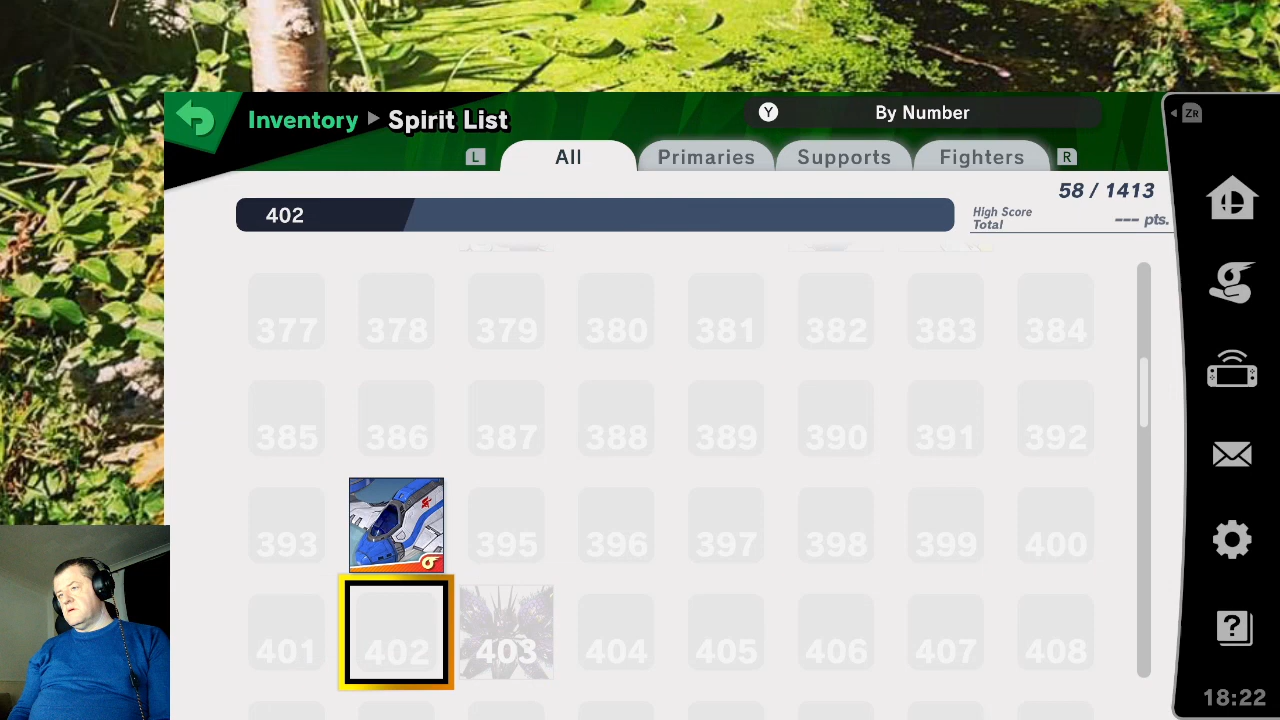 Inventory ▶ Spirit List
Y By Number
ZR
L All Primaries Supports Fighters R
58 / 1413
402
High Score Total --- pts.
377 378 379 380 381 382 383 384
385 386 387 388 389 390 391 392
393 395 396 397 398 399 400
401 402 403 404 405 406 407 408
18:22